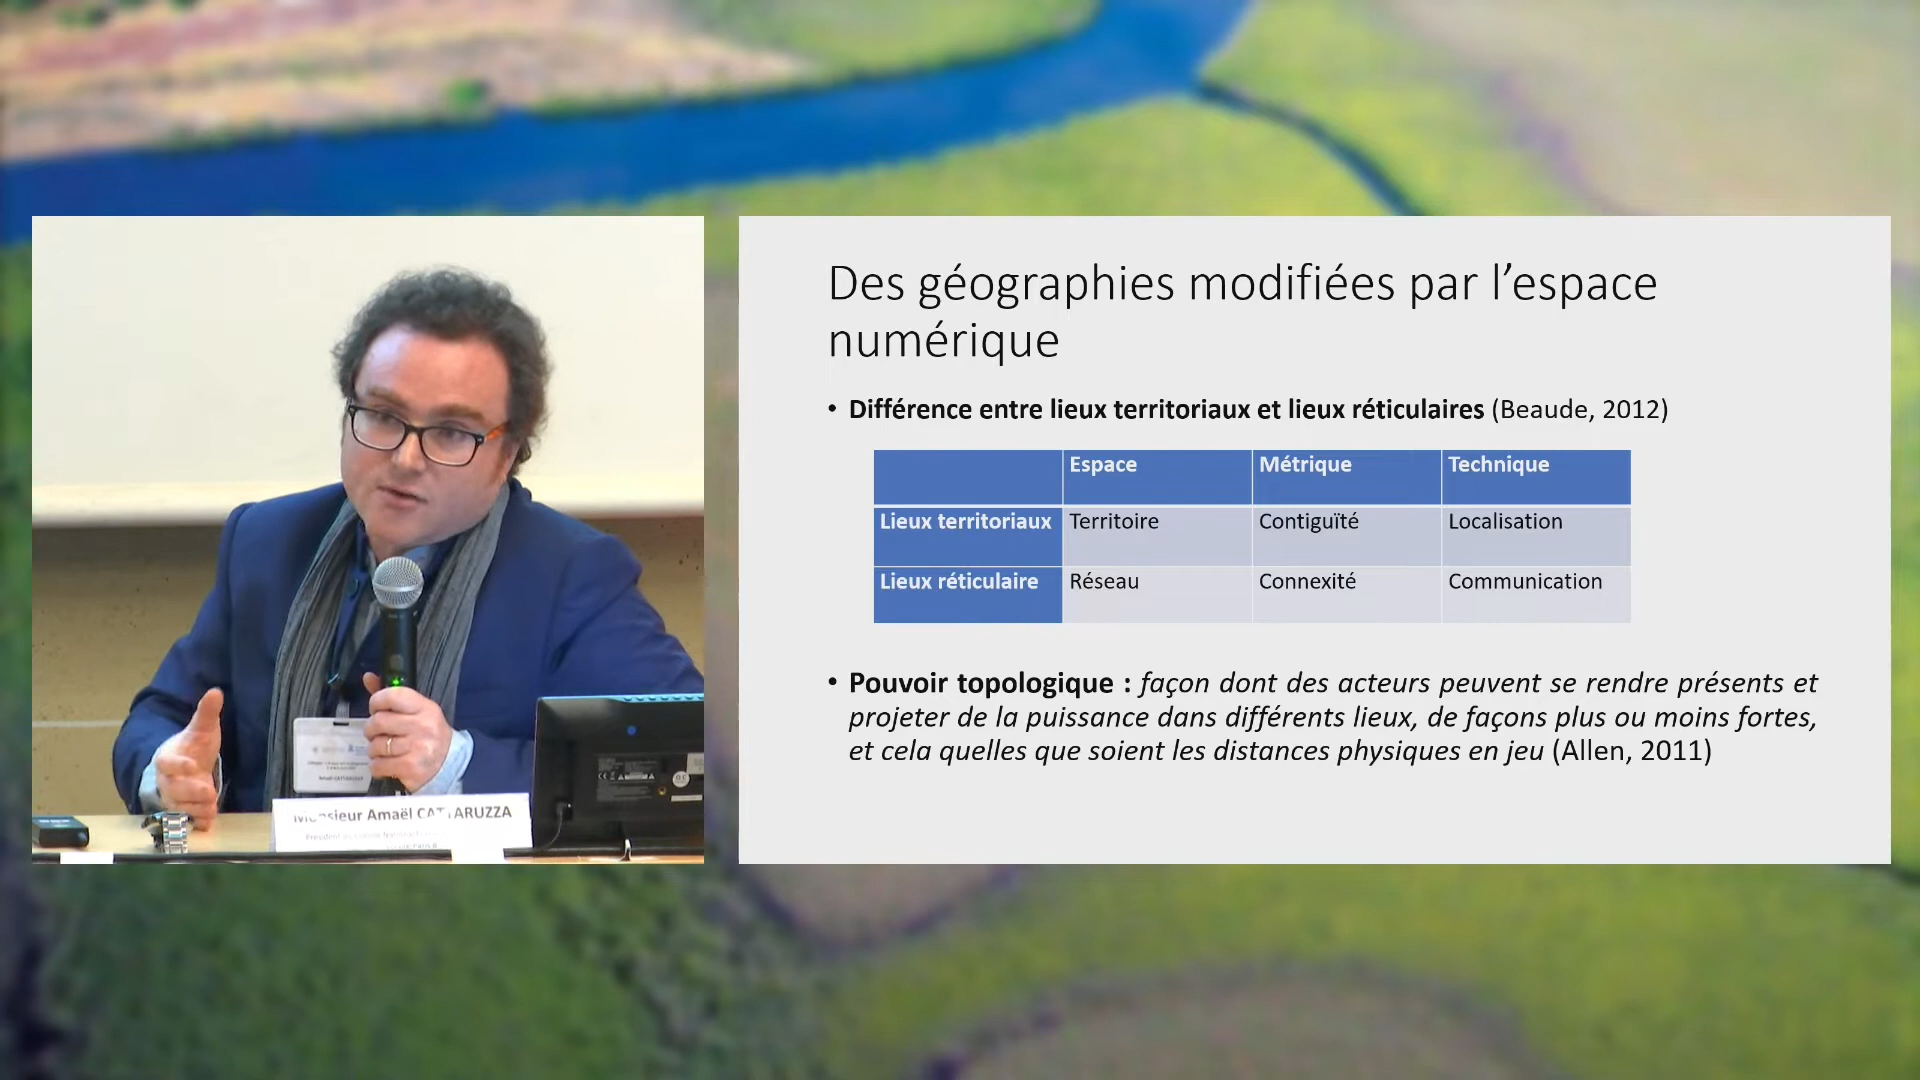 Des géographies modifiées par l’espace
numérique
• Différence entre lieux territoriaux et lieux réticulaires (Beaude, 2012)
Espace Métrique Technique
Lieux territoriaux Territoire Contiguïté Localisation
Lieux réticulaire Réseau Connexité Communication
• Pouvoir topologique : façon dont des acteurs peuvent se rendre présents et
projeter de la puissance dans différents lieux, de façons plus ou moins fortes,
et cela quelles que soient les distances physiques en jeu (Allen, 2011)
Monsieur Amaël CATTARUZZA